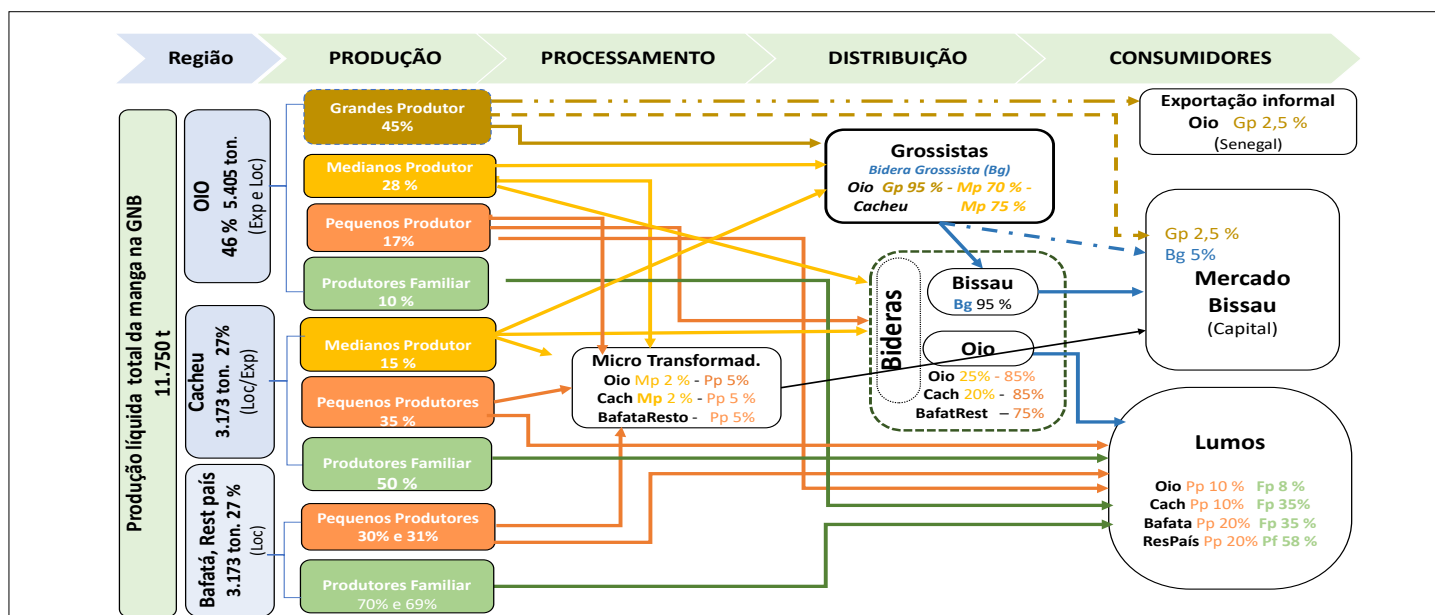 Região
PRODUÇÃO
PROCESSAMENTO
DISTRIBUIÇÃO
CONSUMIDORES
Produção líquida total da manga na GNB
11.750 t
OIO
46 % 5.405 ton.
(Exp e Loc)
Cacheu
3.173 ton. 27%
(Loc/Exp)
Bafatá, Rest país
3.173 ton. 27 %
(Loc)
Grandes Produtor
45%
Medianos Produtor
28 %
Pequenos Produtor
17%
Produtores Familiar
10 %
Medianos Produtor
15 %
Pequenos Produtores
35 %
Produtores Familiar
50 %
Pequenos Produtores
30% e 31%
Produtores Familiar
70% e 69%
Micro Transformad.
Oio Mp 2 % - Pp 5%
Cach Mp 2 % - Pp 5 %
BafataResto - Pp 5%
Grossistas
Bidera Grosssista (Bg)
Oio Gp 95 % - Mp 70 % -
Cacheu Mp 75 %
Bideras
Bissau
Bg 95 %
Oio
Oio 25% - 85%
Cach 20% - 85%
BafatRest – 75%
Exportação informal
Oio Gp 2,5 %
(Senegal)
Gp 2,5 %
Bg 5%
Mercado
Bissau
(Capital)
Lumos
Oio Pp 10 % Fp 8 %
Cach Pp 10% Fp 35%
Bafata Pp 20% Fp 35 %
ResPaís Pp 20% Pf 58 %